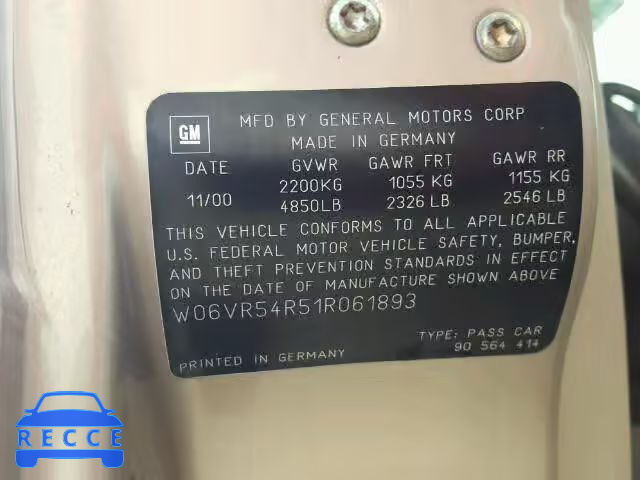 GM
MFD BY GENERAL MOTORS CORP
MADE IN GERMANY
DATE GVWR GAWR FRT GAWR RR
11/00 2200KG 1055 KG 1155 KG
4850LB 2326 LB 2546 LB
THIS VEHICLE CONFORMS TO ALL APPLICABLE
U.S. FEDERAL MOTOR VEHICLE SAFETY, BUMPER,
AND THEFT PREVENTION STANDARDS IN EFFECT
ON THE DATE OF MANUFACTURE SHOWN ABOVE
W06VR54R51R061893
TYPE: PASS CAR
90 564 414
PRINTED IN GERMANY
RECCE